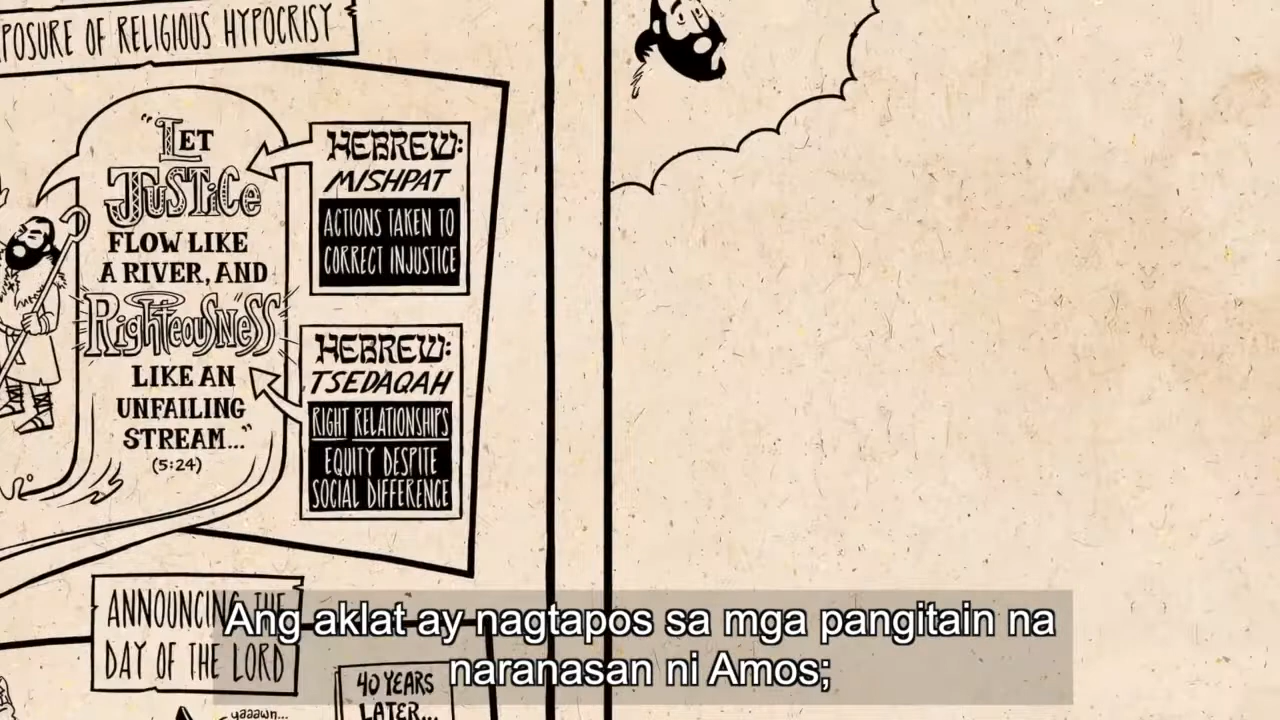 POSURE OF RELIGIOUS HYPOCRISY
"LET
JUSTICE
FLOW LIKE
A RIVER, AND
RIGHTEOUSNESS
LIKE AN
UNFAILING
STREAM..."
(5:24)
HEBREW:
MISHPAT
ACTIONS TAKEN TO
CORRECT INJUSTICE
HEBREW:
TSEDAQAH
RIGHT RELATIONSHIPS
EQUITY DESPITE
SOCIAL DIFFERENCE
ANNOUNCING THE
DAY OF THE LORD
40 YEARS
LATER...
yaaawn...
Ang aklat ay nagtapos sa mga pangitain na
naranasan ni Amos;